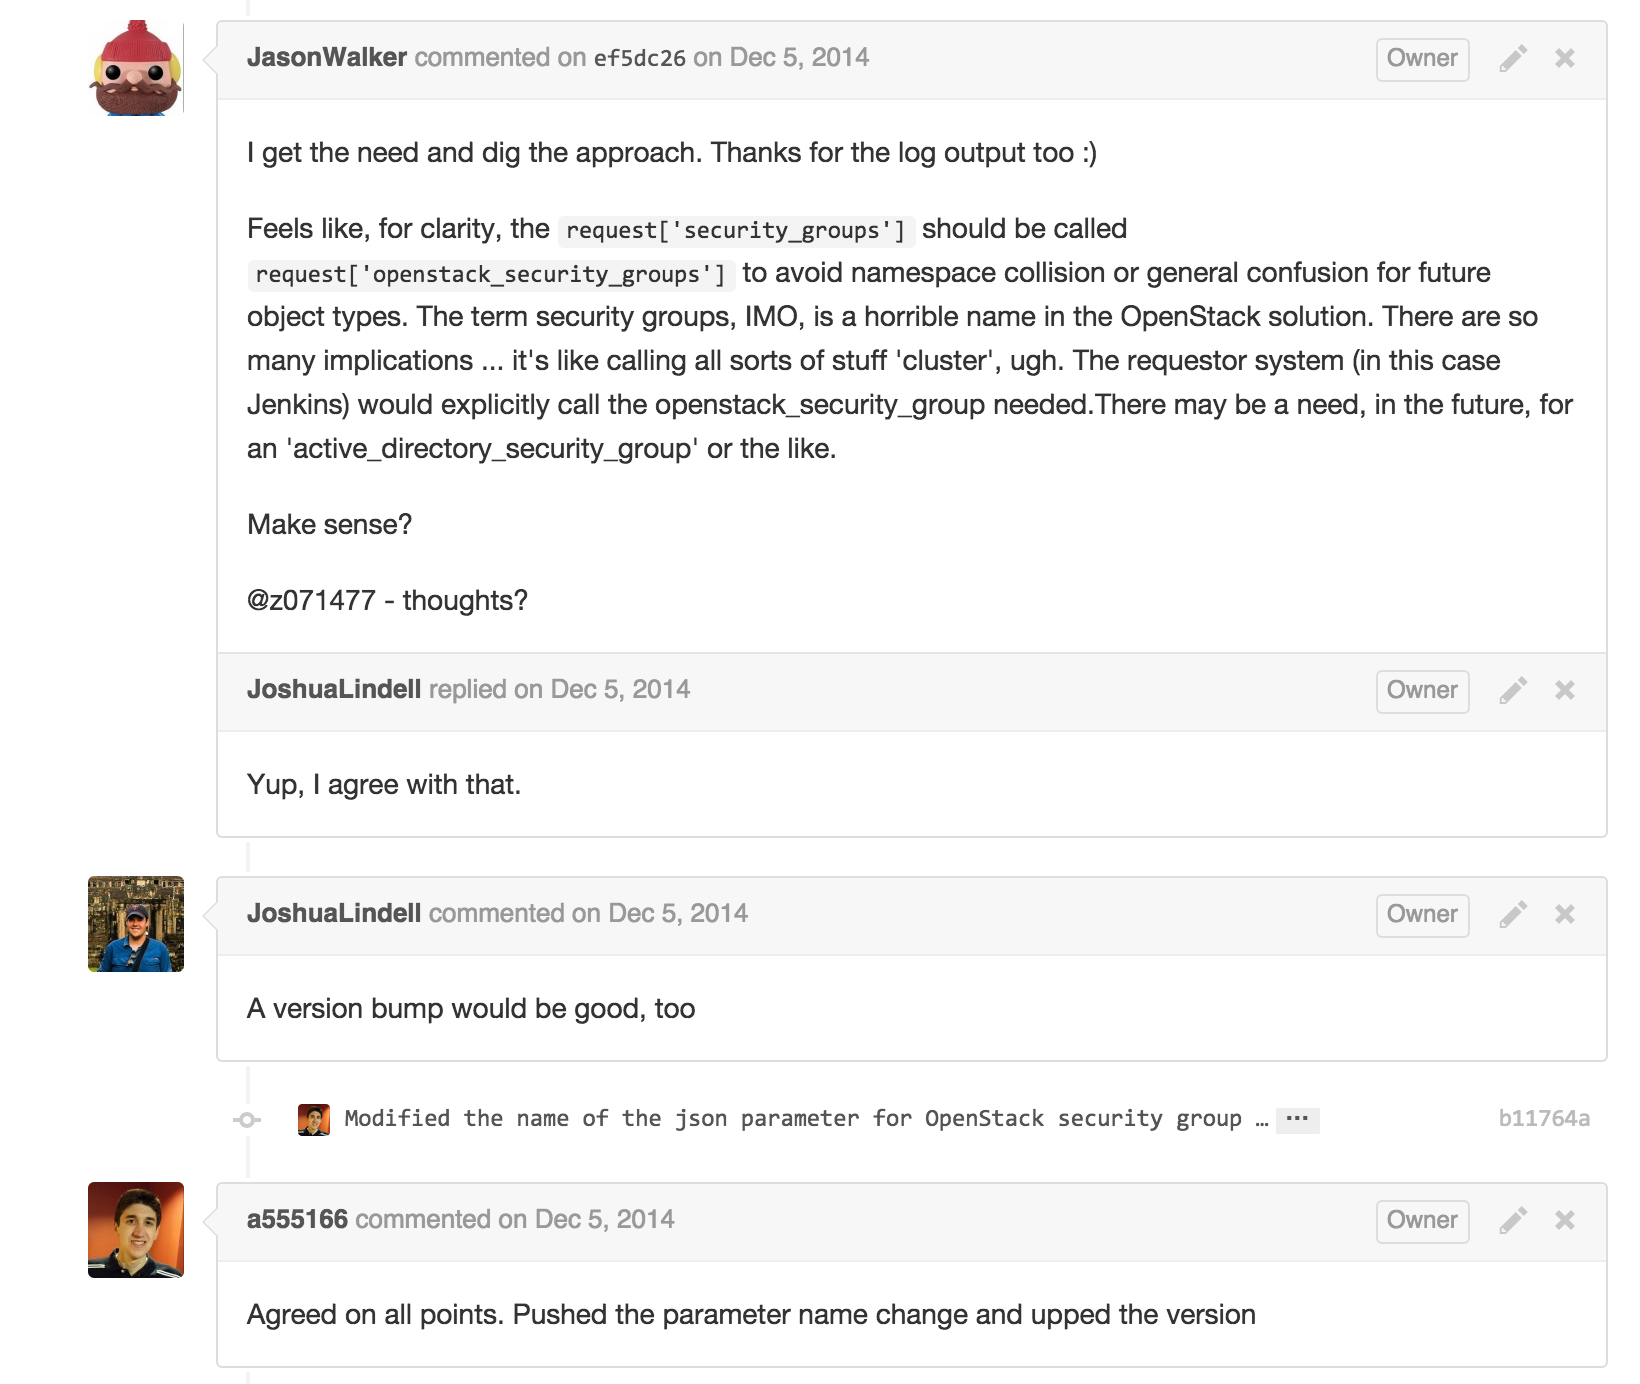 JasonWalker commented on ef5dc26 on Dec 5, 2014 Owner
I get the need and dig the approach. Thanks for the log output too :)
Feels like, for clarity, the request['security_groups'] should be called
request['openstack_security_groups'] to avoid namespace collision or general confusion for future
object types. The term security groups, IMO, is a horrible name in the OpenStack solution. There are so
many implications ... it's like calling all sorts of stuff 'cluster', ugh. The requestor system (in this case
Jenkins) would explicitly call the openstack_security_group needed.There may be a need, in the future, for
an 'active_directory_security_group' or the like.
Make sense?
@z071477 - thoughts?
JoshuaLindell replied on Dec 5, 2014 Owner
Yup, I agree with that.
JoshuaLindell commented on Dec 5, 2014 Owner
A version bump would be good, too
Modified the name of the json parameter for OpenStack security group … ... b11764a
a555166 commented on Dec 5, 2014 Owner
Agreed on all points. Pushed the parameter name change and upped the version